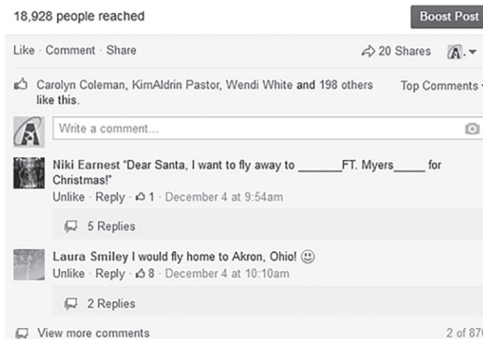 18,928 people reached
Boost Post
Like · Comment · Share
20 Shares
Carolyn Coleman, KimAldrin Pastor, Wendi White and 198 others
like this.
Top Comments
Write a comment...
Niki Earnest "Dear Santa, I want to fly away to _______FT. Myers_____ for
Christmas!"
Unlike · Reply · 1 · December 4 at 9:54am
5 Replies
Laura Smiley I would fly home to Akron, Ohio!
Unlike · Reply · 8 · December 4 at 10:10am
2 Replies
View more comments
2 of